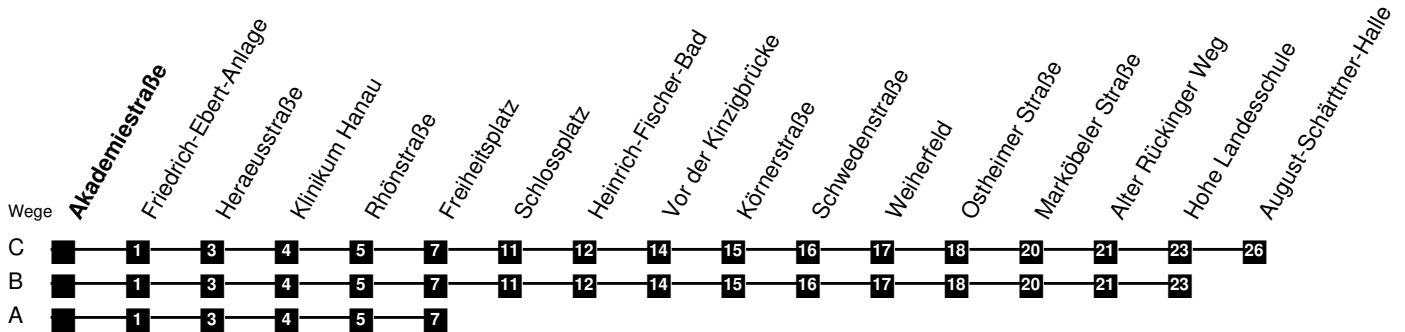 Akademiestraße
Friedrich-Ebert-Anlage
Heraeusstraße
Klinikum Hanau
Rhönstraße
Freiheitsplatz
Schlossplatz
Heinrich-Fischer-Bad
Vor der Kinzigbrücke
Körnerstraße
Schwedenstraße
Weiherfeld
Ostheimer Straße
Marköbeler Straße
Alter Rückinger Weg
Hohe Landesschule
August-Schärttner-Halle
Wege
C 1 3 4 5 7 11 12 14 15 16 17 18 20 21 23 26
B 1 3 4 5 7 11 12 14 15 16 17 18 20 21 23
A 1 3 4 5 7